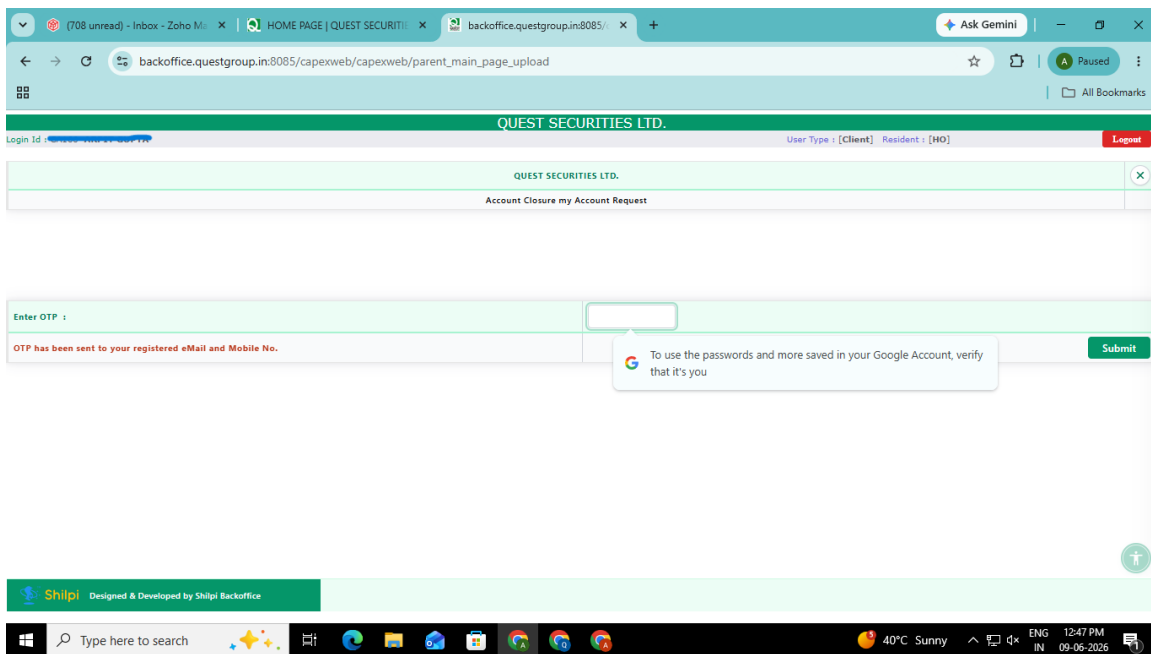 (708 unread) - Inbox - Zoho Ma
HOME PAGE | QUEST SECURITIE
backoffice.questgroup.in:8085/c
Ask Gemini
backoffice.questgroup.in:8085/capexweb/capexweb/parent_main_page_upload
A Paused
All Bookmarks
QUEST SECURITIES LTD.
Login Id :
User Type : [Client] Resident : [HO]
Logout
QUEST SECURITIES LTD.
Account Closure my Account Request
Enter OTP :
OTP has been sent to your registered eMail and Mobile No.
Submit
To use the passwords and more saved in your Google Account, verify
that it's you
Shilpi Designed & Developed by Shilpi Backoffice
Type here to search
40°C Sunny
ENG
IN
12:47 PM
09-06-2026